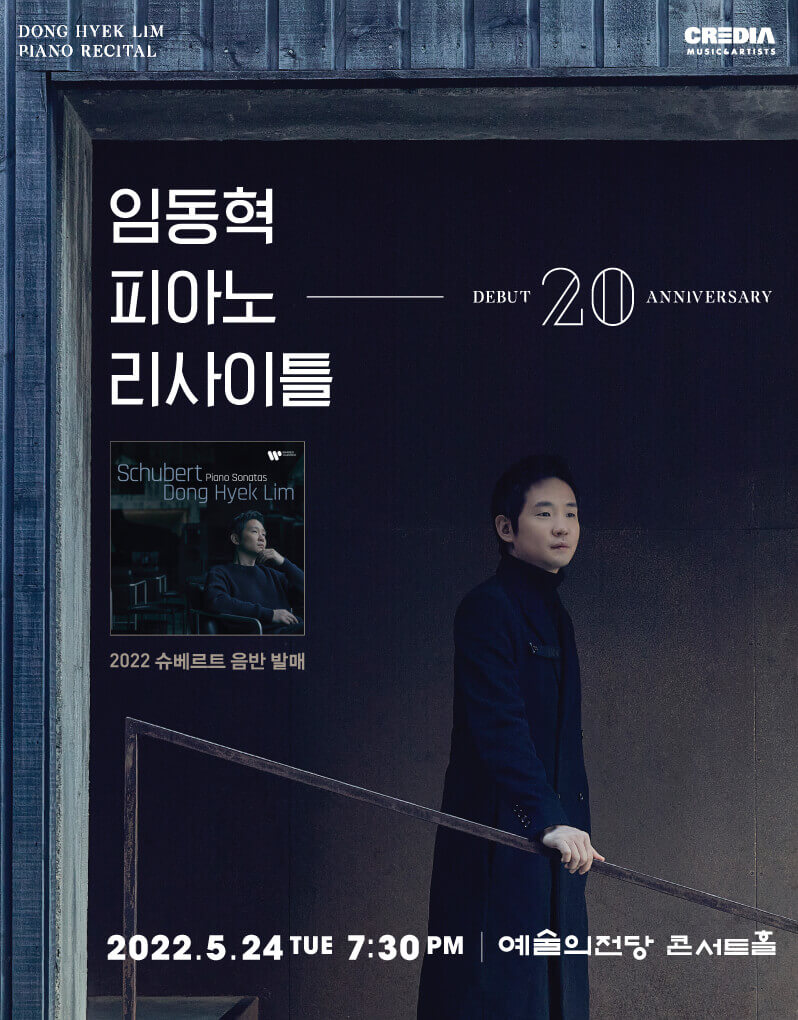 DONG HYEK LIM
PIANO RECITAL
CREDIA
MUSIC&ARTISTS
임동혁
피아노
리사이틀
DEBUT 20 ANNIVERSARY
Schubert Piano Sonatas
Dong Hyek Lim
2022 슈베르트 음반 발매
2022.5.24 TUE 7:30 PM | 예술의전당 콘서트홀